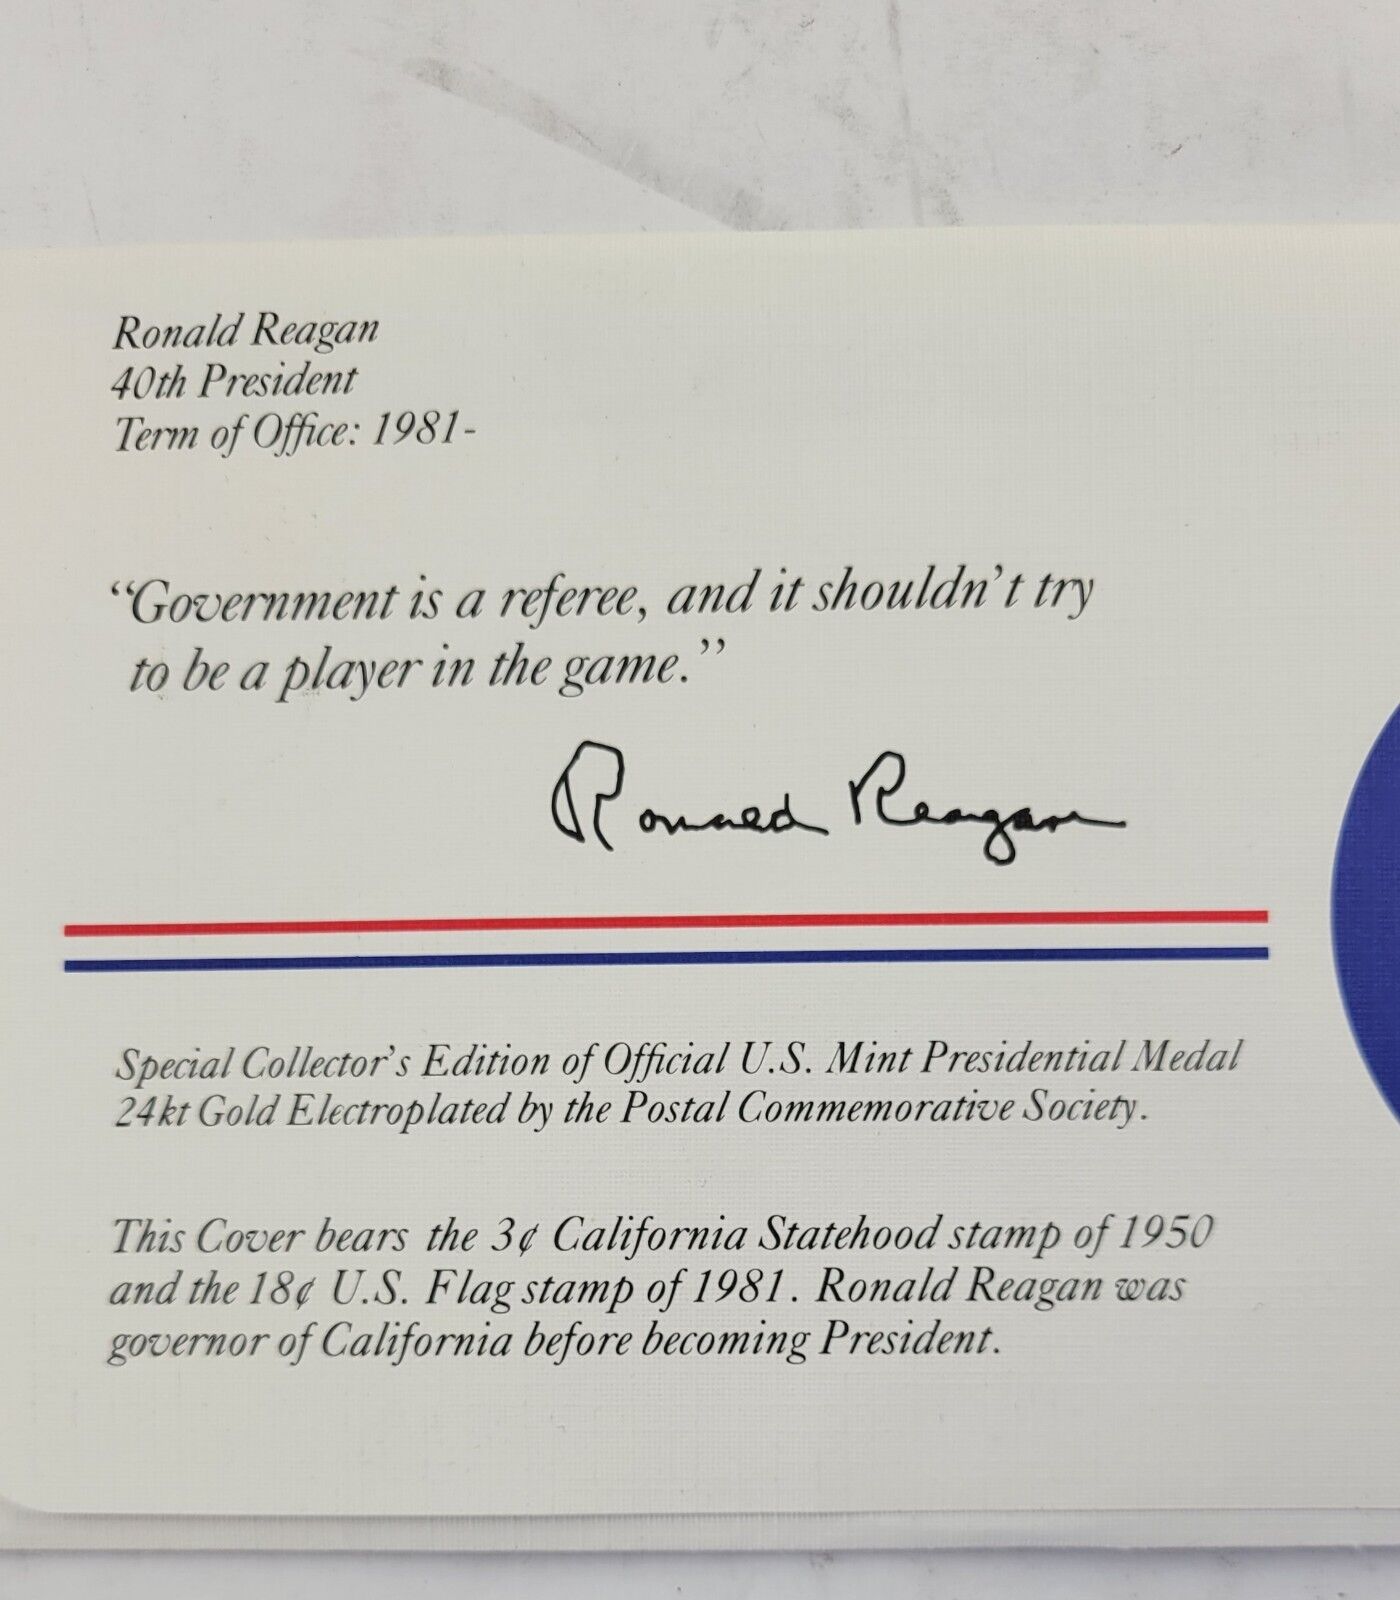 Ronald Reagan
40th President
Term of Office: 1981-
“Government is a referee, and it shouldn’t try
to be a player in the game.”
Ronald Reagan
Special Collector’s Edition of Official U.S. Mint Presidential Medal
24kt Gold Electroplated by the Postal Commemorative Society.
This Cover bears the 3¢ California Statehood stamp of 1950
and the 18¢ U.S. Flag stamp of 1981. Ronald Reagan was
governor of California before becoming President.